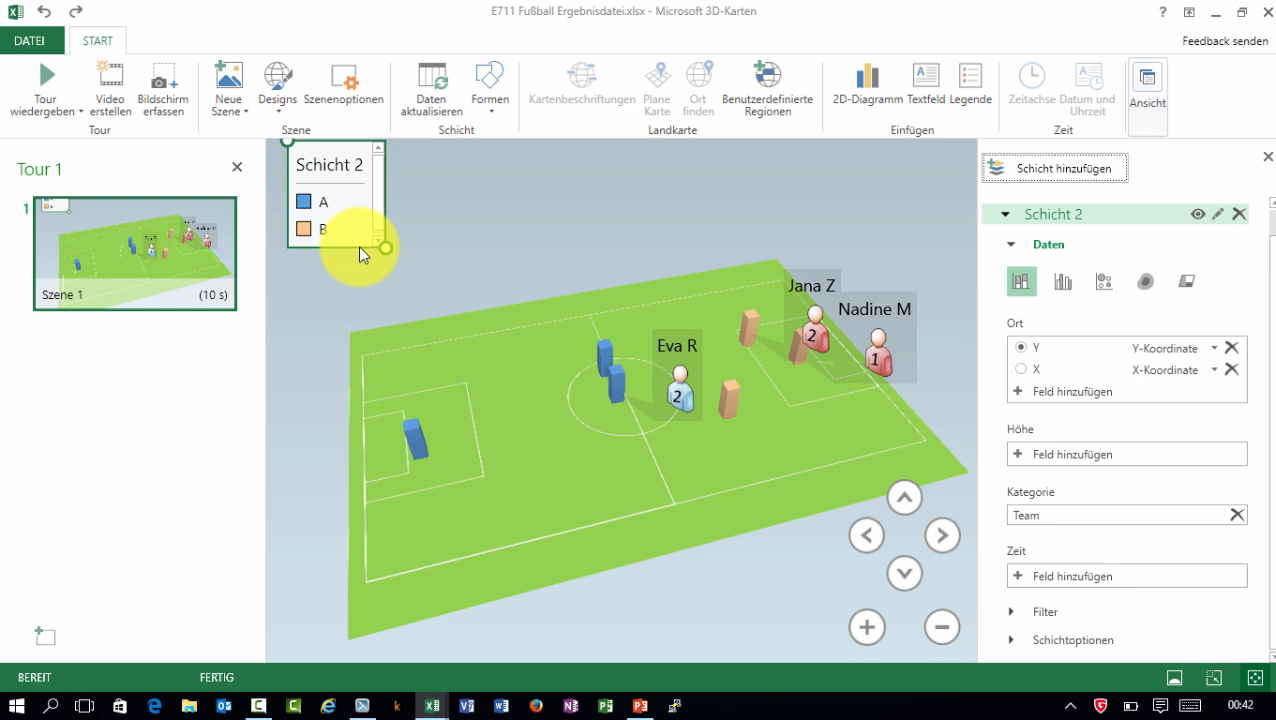 E711 Fußball Ergebnisdatei.xlsx - Microsoft 3D-Karten
DATEI
START
Feedback senden
Tour wiedergeben
Video erstellen
Bildschirm erfassen
Neue Szene
Designs
Szenenoptionen
Daten aktualisieren
Formen
Kartenbeschriftungen
Plane Karte
Ort finden
Benutzerdefinierte Regionen
2D-Diagramm
Textfeld
Legende
Zeitachse
Datum und Uhrzeit
Ansicht
Tour
Szene
Schicht
Landkarte
Einfügen
Zeit
Tour 1
1
Szene 1
(10 s)
Schicht 2
A
B
Jana Z
Nadine M
Eva R
2
1
2
Schicht hinzufügen
Schicht 2
Daten
Ort
Y
Y-Koordinate
X
X-Koordinate
Feld hinzufügen
Höhe
Feld hinzufügen
Kategorie
Team
Zeit
Feld hinzufügen
Filter
Schichtoptionen
BEREIT
FERTIG
00:42